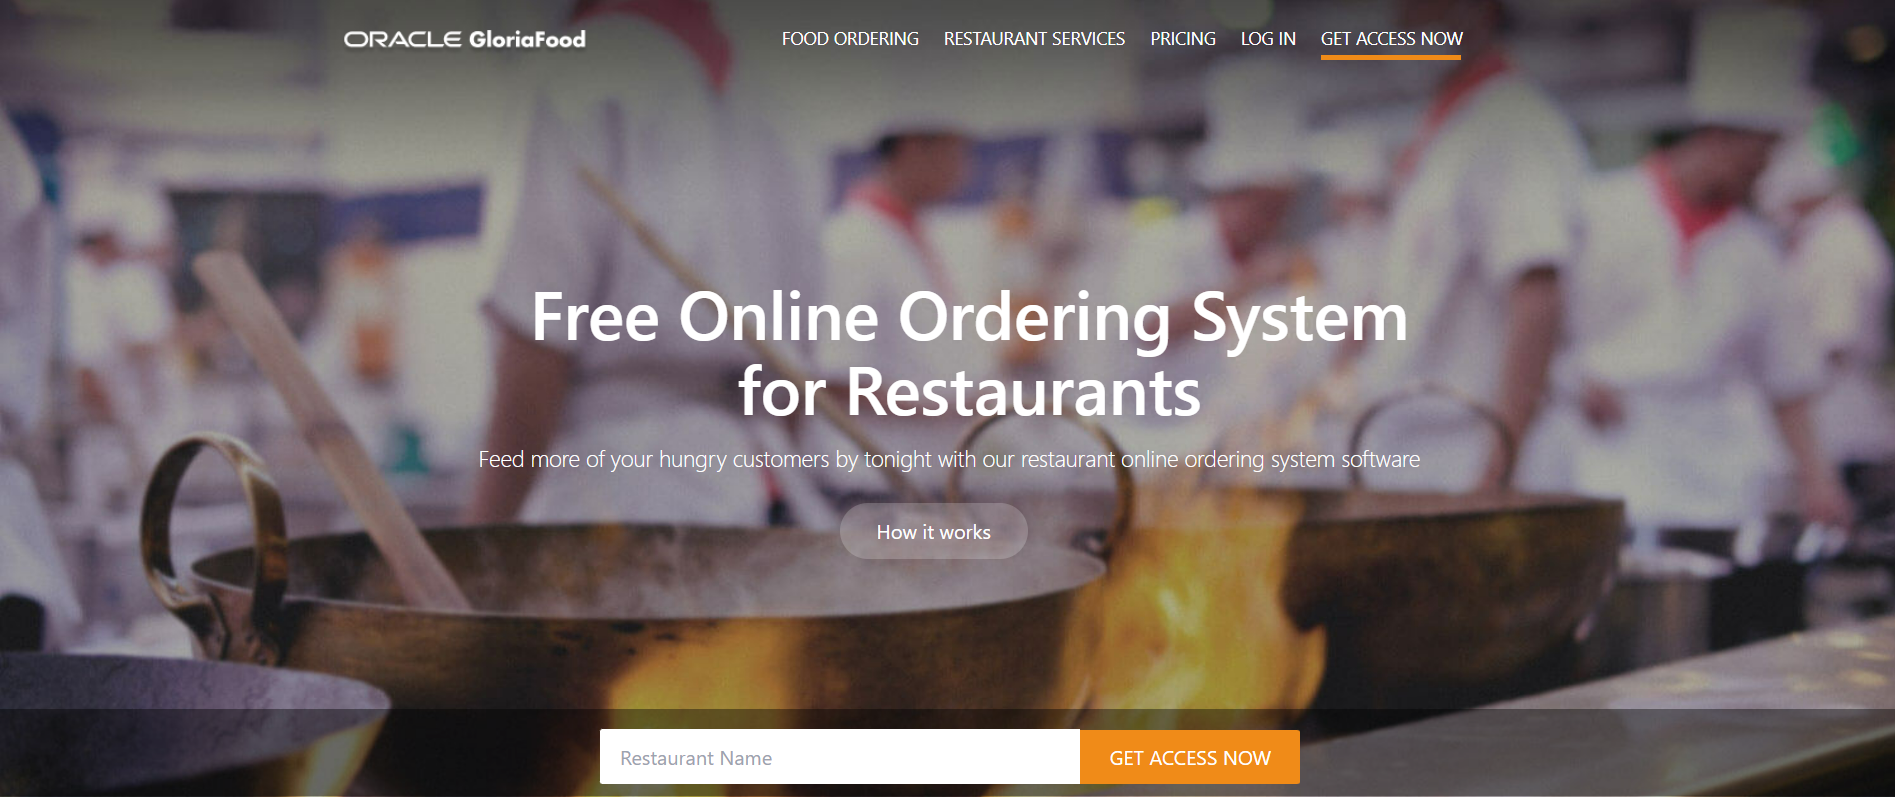 ORACLE GloriaFood
FOOD ORDERING RESTAURANT SERVICES PRICING LOG IN GET ACCESS NOW
Free Online Ordering System
for Restaurants
Feed more of your hungry customers by tonight with our restaurant online ordering system software
How it works
Restaurant Name
GET ACCESS NOW